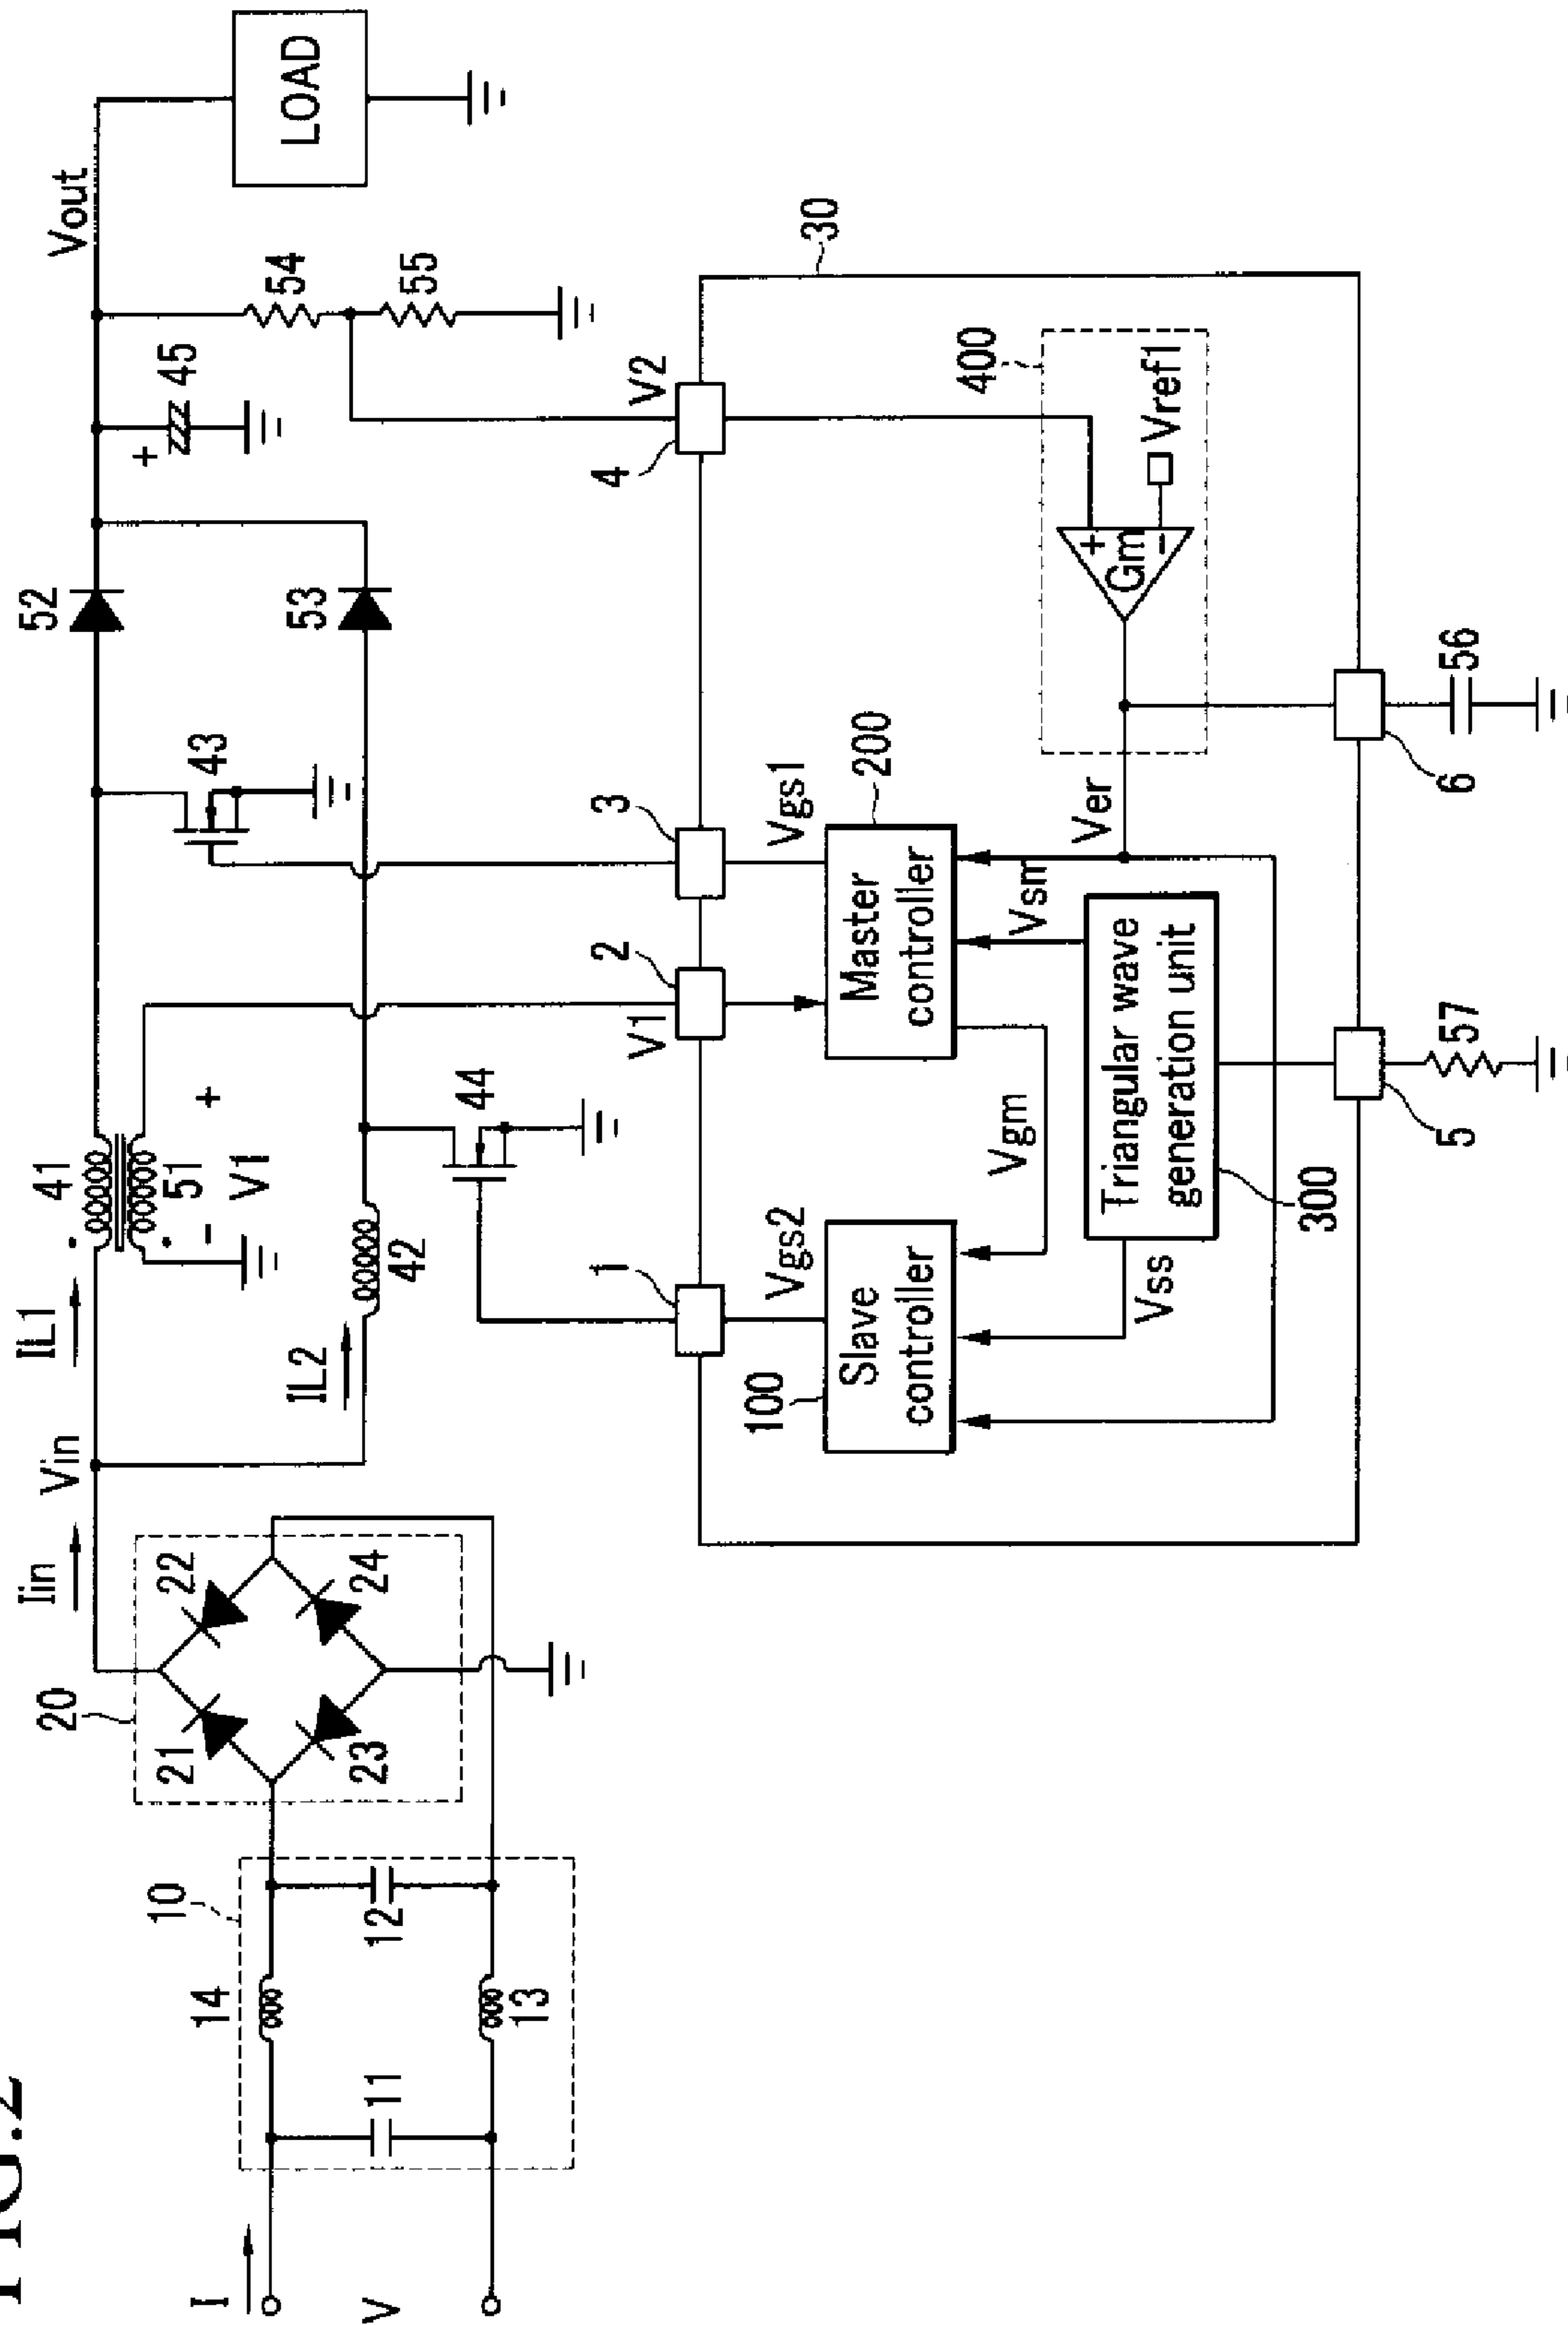 FIG.2
I
V
10
11
12
13
14
20
21
22
23
24
Iin
Vin
IL1
41
51
- V1 +
IL2
42
44
43
52
53
+
45
54
55
Vout
LOAD
30
1
2
V1
3
4
V2
Vgs2
Vgs1
100
Slave
controller
200
Master
controller
Vgm
Vss
Vsm
Ver
300
Triangular wave
generation unit
400
+
Gm
-
Vref1
5
57
6
56